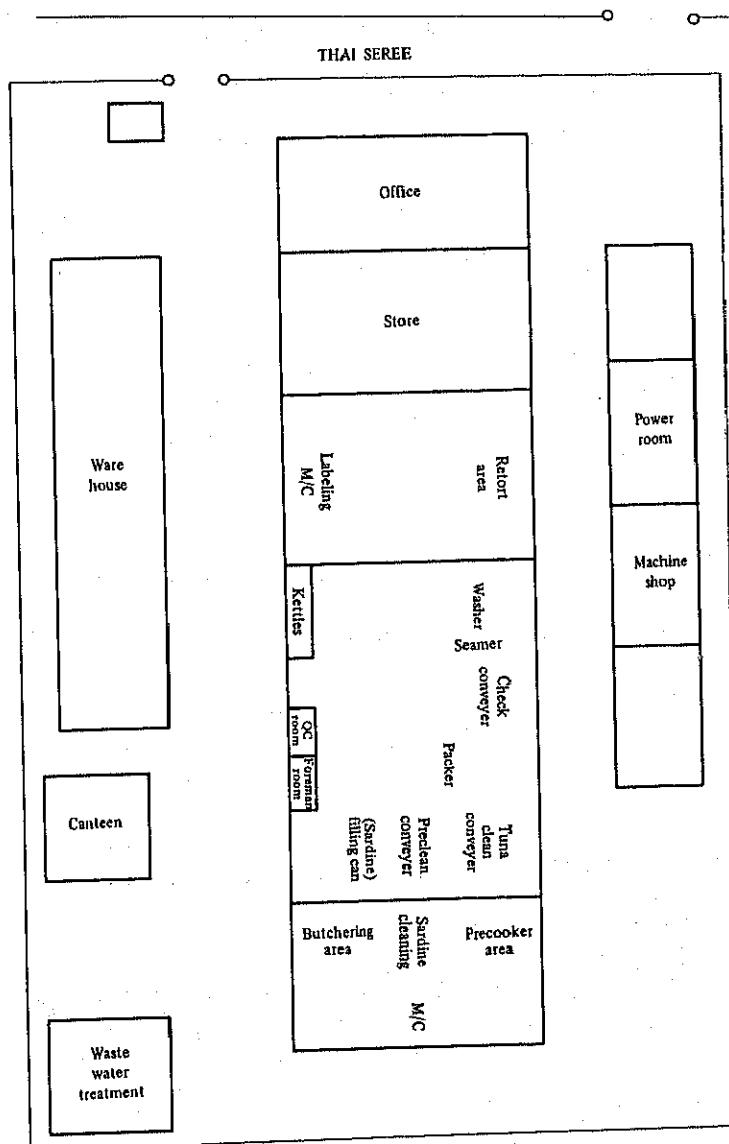 THAI SEREE
Office
Store
Ware
house
Labeling
M/C
Retort
area
Power
room
Machine
shop
Kettles
Washer
Seamer
Check
conveyer
QC
room
Foreman
room
Packer
Canteen
(Sardine)
filling can
Preclean.
conveyer
Tuna
clean
conveyer
Butchering
area
Sardine
cleaning
M/C
Precooker
area
Waste
water
treatment